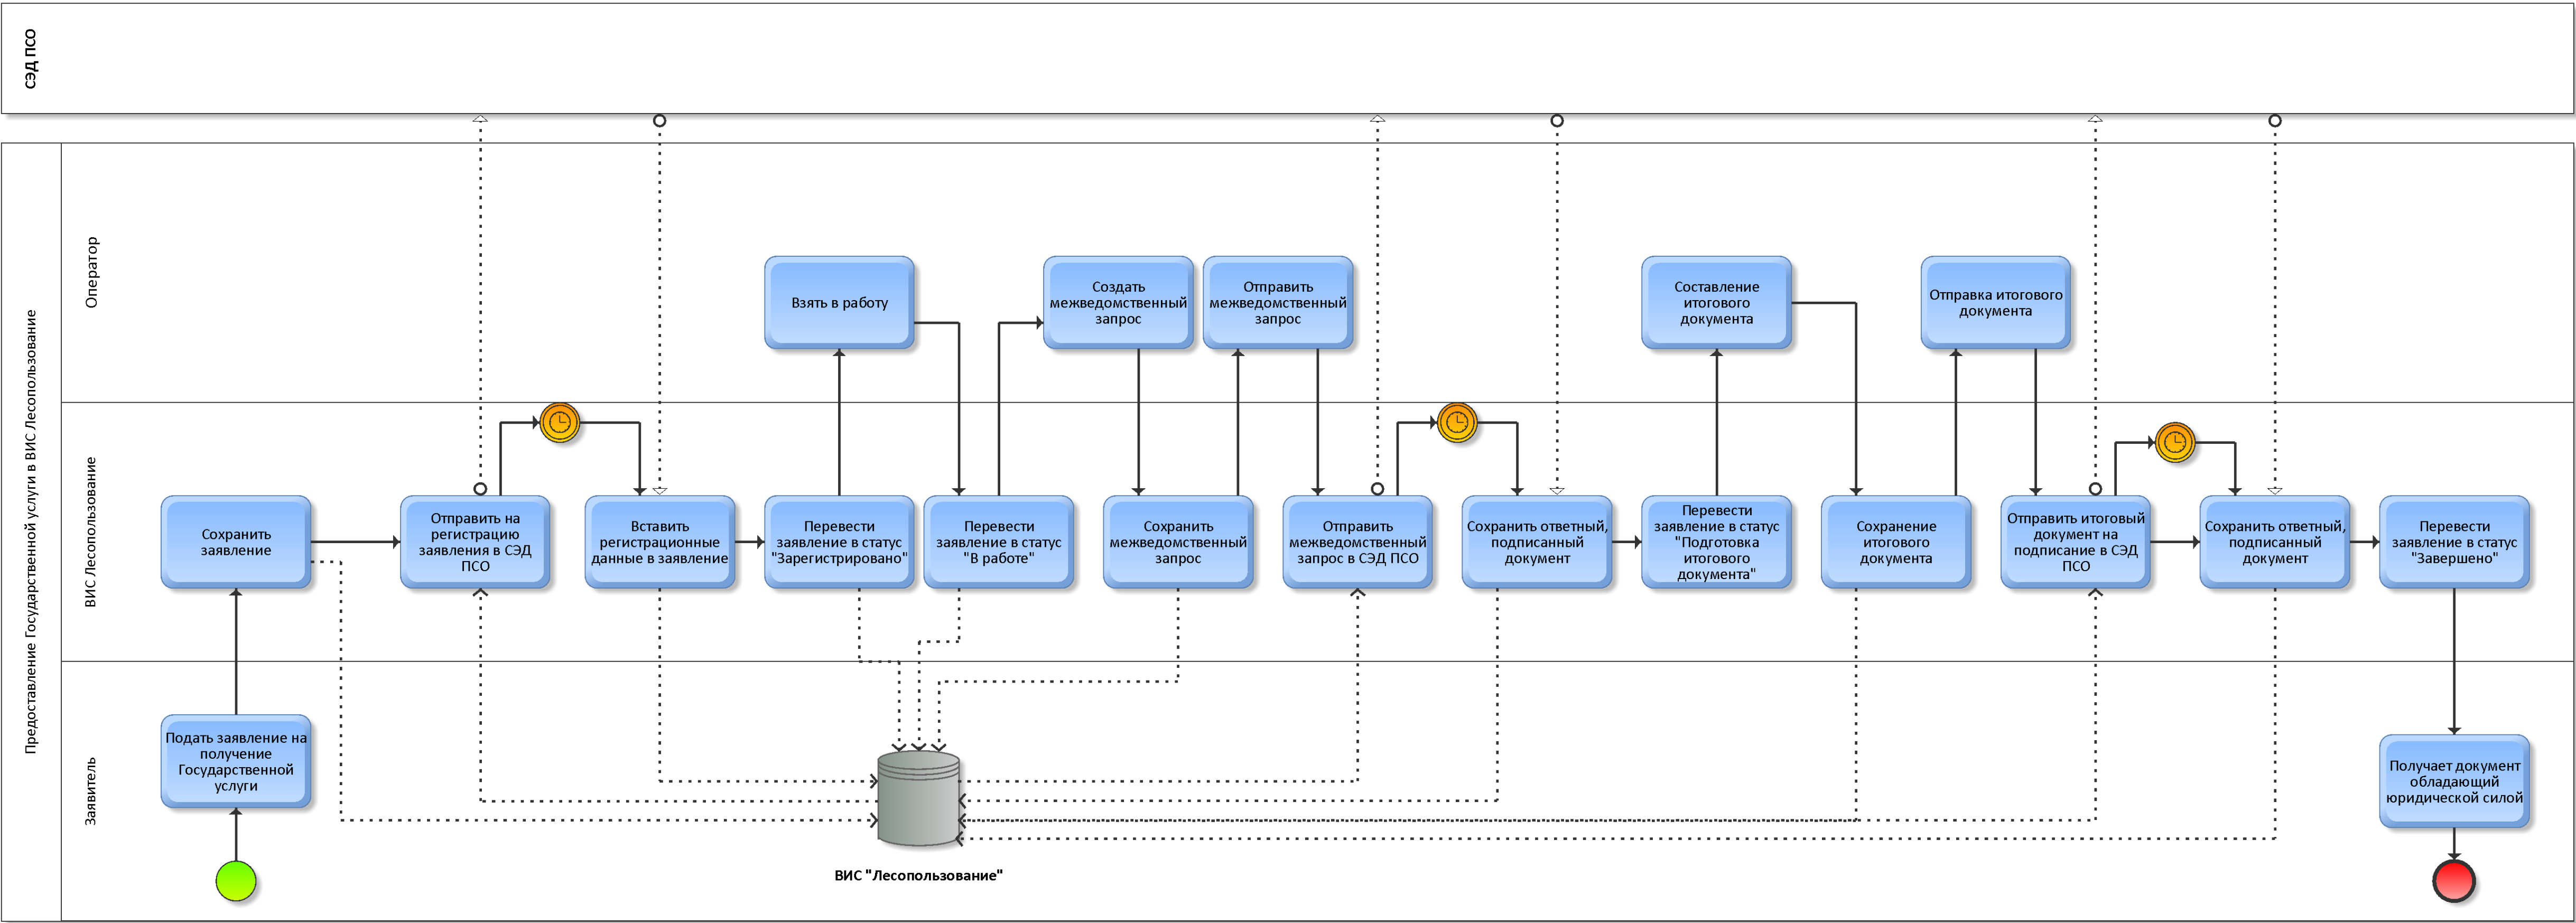 СЭД ПСО
Предоставление Государственной услуги в ВИС Лесопользование
Оператор
Взять в работу
Создать
межведомственный
запрос
Отправить
межведомственный
запрос
Составление
итогового
документа
Отправка итогового
документа
ВИС Лесопользование
Сохранить
заявление
Отправить на
регистрацию
заявления в СЭД
ПСО
Вставить
регистрационные
данные в заявление
Перевести
заявление в статус
"Зарегистрировано"
Перевести
заявление в статус
"В работе"
Сохранить
межведомственный
запрос
Отправить
межведомственный
запрос в СЭД ПСО
Сохранить ответный,
подписанный
документ
Перевести
заявление в статус
"Подготовка
итогового
документа"
Сохранение
итогового
документа
Отправить итоговый
документ на
подписание в СЭД
ПСО
Сохранить ответный,
подписанный
документ
Перевести
заявление в статус
"Завершено"
Заявитель
Подать заявление на
получение
Государственной
услуги
ВИС "Лесопользование"
Получает документ
обладающий
юридической силой